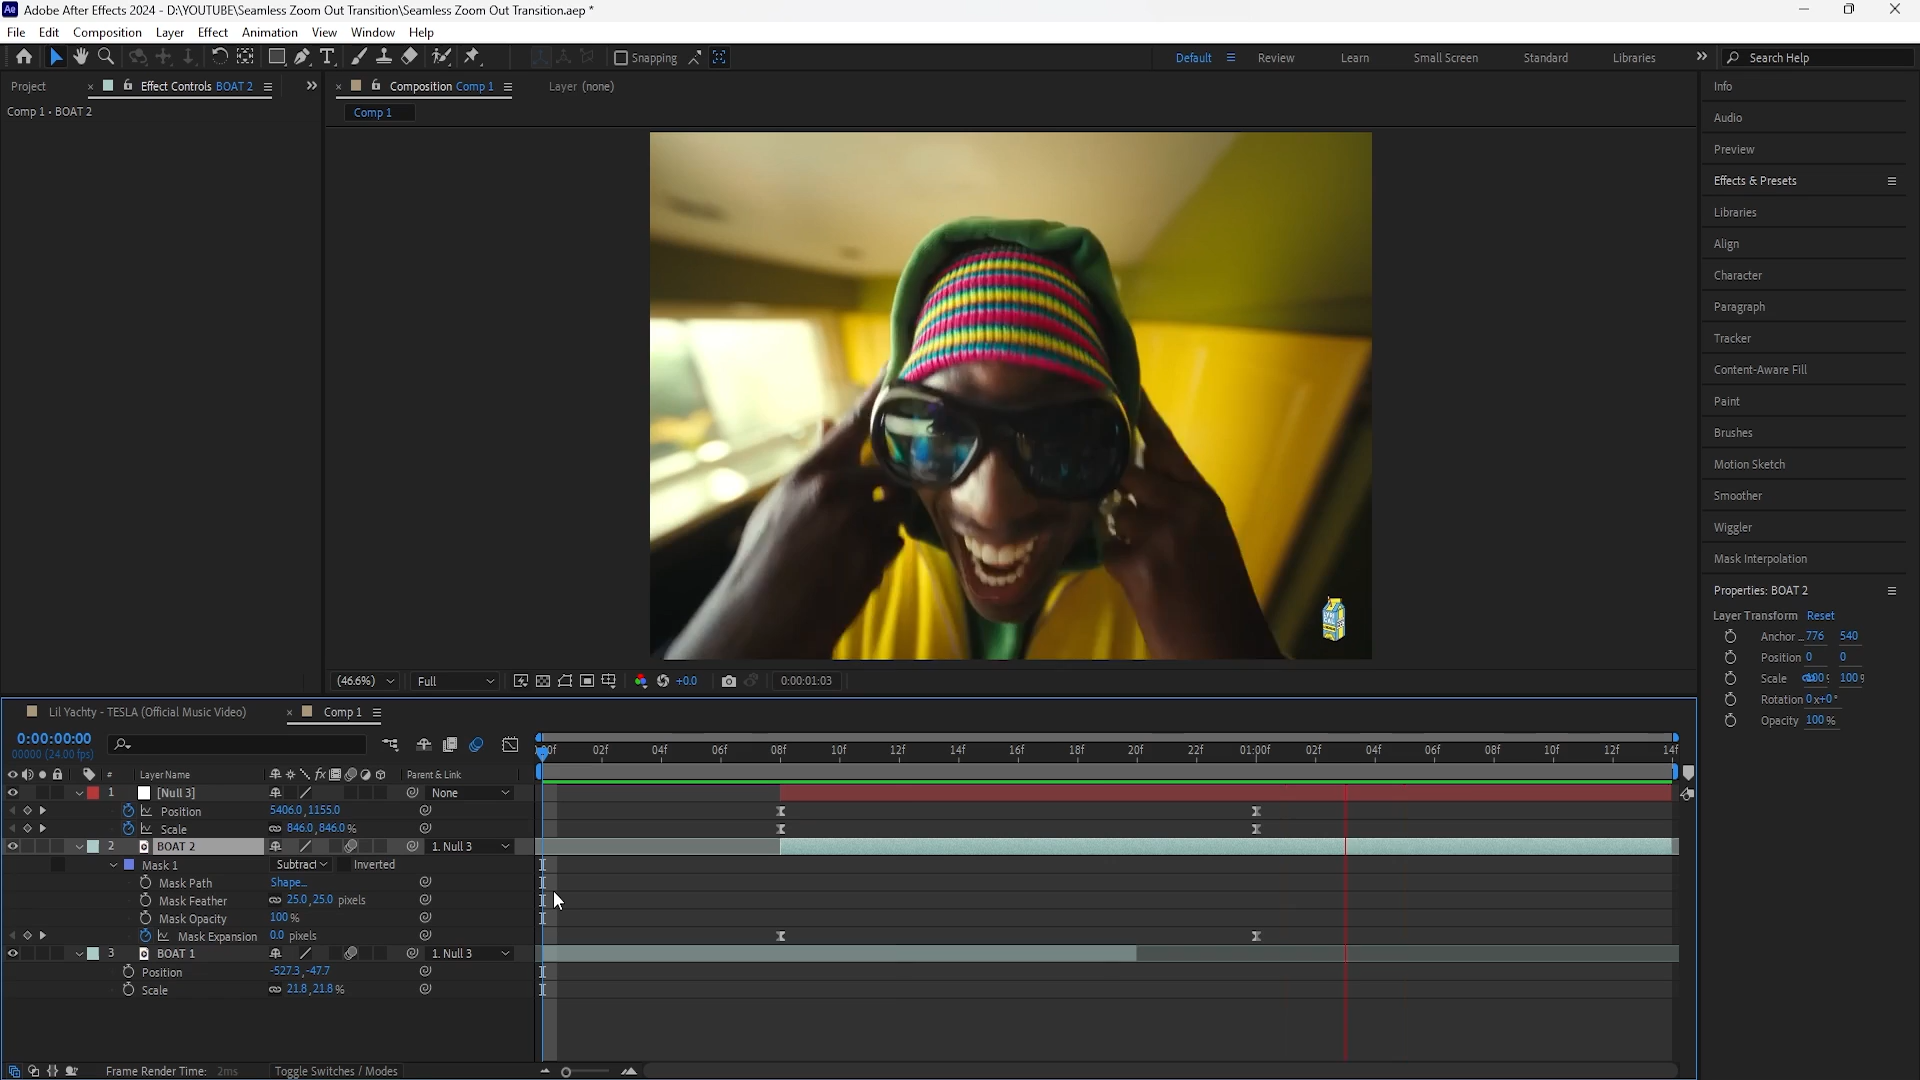 Adobe After Effects 2024 - D:\YOUTUBE\Seamless Zoom Out Transition\Seamless Zoom Out Transition.aep *
File Edit Composition Layer Effect Animation View Window Help
Snapping Default Review Learn Small Screen Standard Libraries Search Help
Project Effect Controls BOAT 2 Composition Comp 1 Layer (none) Info
Comp 1 • BOAT 2 Comp 1 Audio
Preview
Effects & Presets
Libraries
Align
Character
Paragraph
Tracker
Content-Aware Fill
Paint
Brushes
Motion Sketch
Smoother
Wiggler
Mask Interpolation
Properties: BOAT 2
Layer Transform Reset
Anchor 776 540
Position 0 0
Scale 100 100
Rotation 0x+0°
Opacity 100 %
(46.6%) Full +0.0 0:00:01:03
Lil Yachty - TESLA (Official Music Video) Comp 1
0:00:00:00
00000 (24.00 fps)
:00f 02f 04f 06f 08f 10f 12f 14f 16f 18f 20f 22f 01:00f 02f 04f 06f 08f 10f 12f 14f
# Layer Name Parent & Link
1 [Null 3] None
Position 5406.0, 1155.0
Scale 846.0, 846.0 %
2 BOAT 2 1. Null 3
Mask 1 Subtract Inverted
Mask Path Shape...
Mask Feather 25.0, 25.0 pixels
Mask Opacity 100 %
Mask Expansion 0.0 pixels
3 BOAT 1 1. Null 3
Position -527.3, -47.7
Scale 21.8, 21.8 %
Frame Render Time: 2ms Toggle Switches / Modes